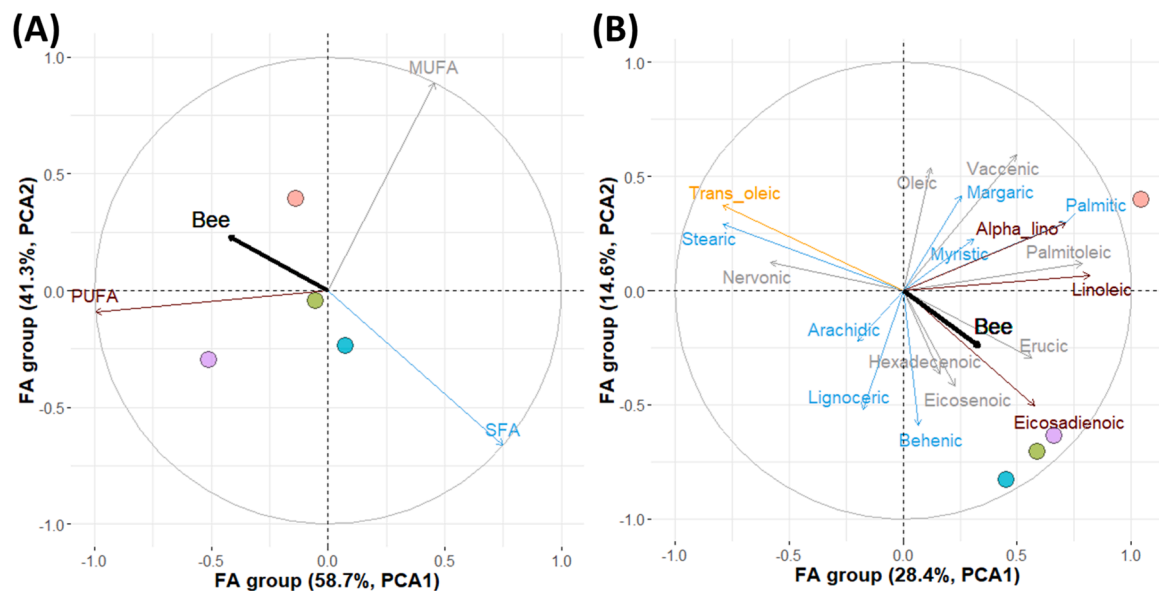 (A)
(B)
1.0
0.5
0.0
-0.5
-1.0
FA group (41.3%, PCA2)
MUFA
Bee
PUFA
SFA
-1.0
-0.5
0.0
0.5
1.0
FA group (58.7%, PCA1)
1.0
0.5
0.0
-0.5
-1.0
FA group (14.6%, PCA2)
Vaccenic
Oleic
Trans_oleic
Margaric
Palmitic
Alpha_lino
Stearic
Myristic
Palmitoleic
Nervonic
Linoleic
Bee
Arachidic
Erucic
Hexadecenoic
Lignoceric
Eicosenoic
Eicosadienoic
Behenic
-1.0
-0.5
0.0
0.5
1.0
FA group (28.4%, PCA1)